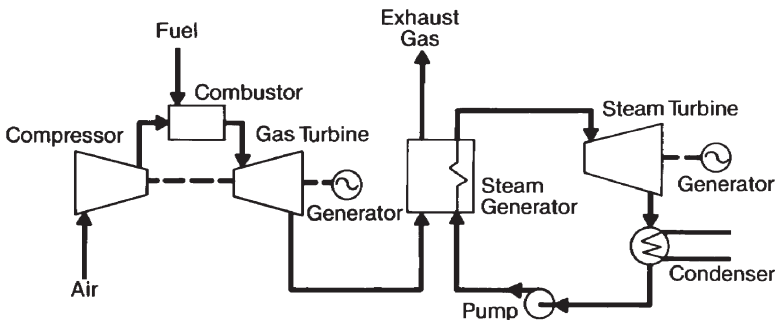 Exhaust
Gas
Fuel
Combustor
Compressor
Gas Turbine
Steam Turbine
Generator
Steam
Generator
Generator
Condenser
Air
Pump